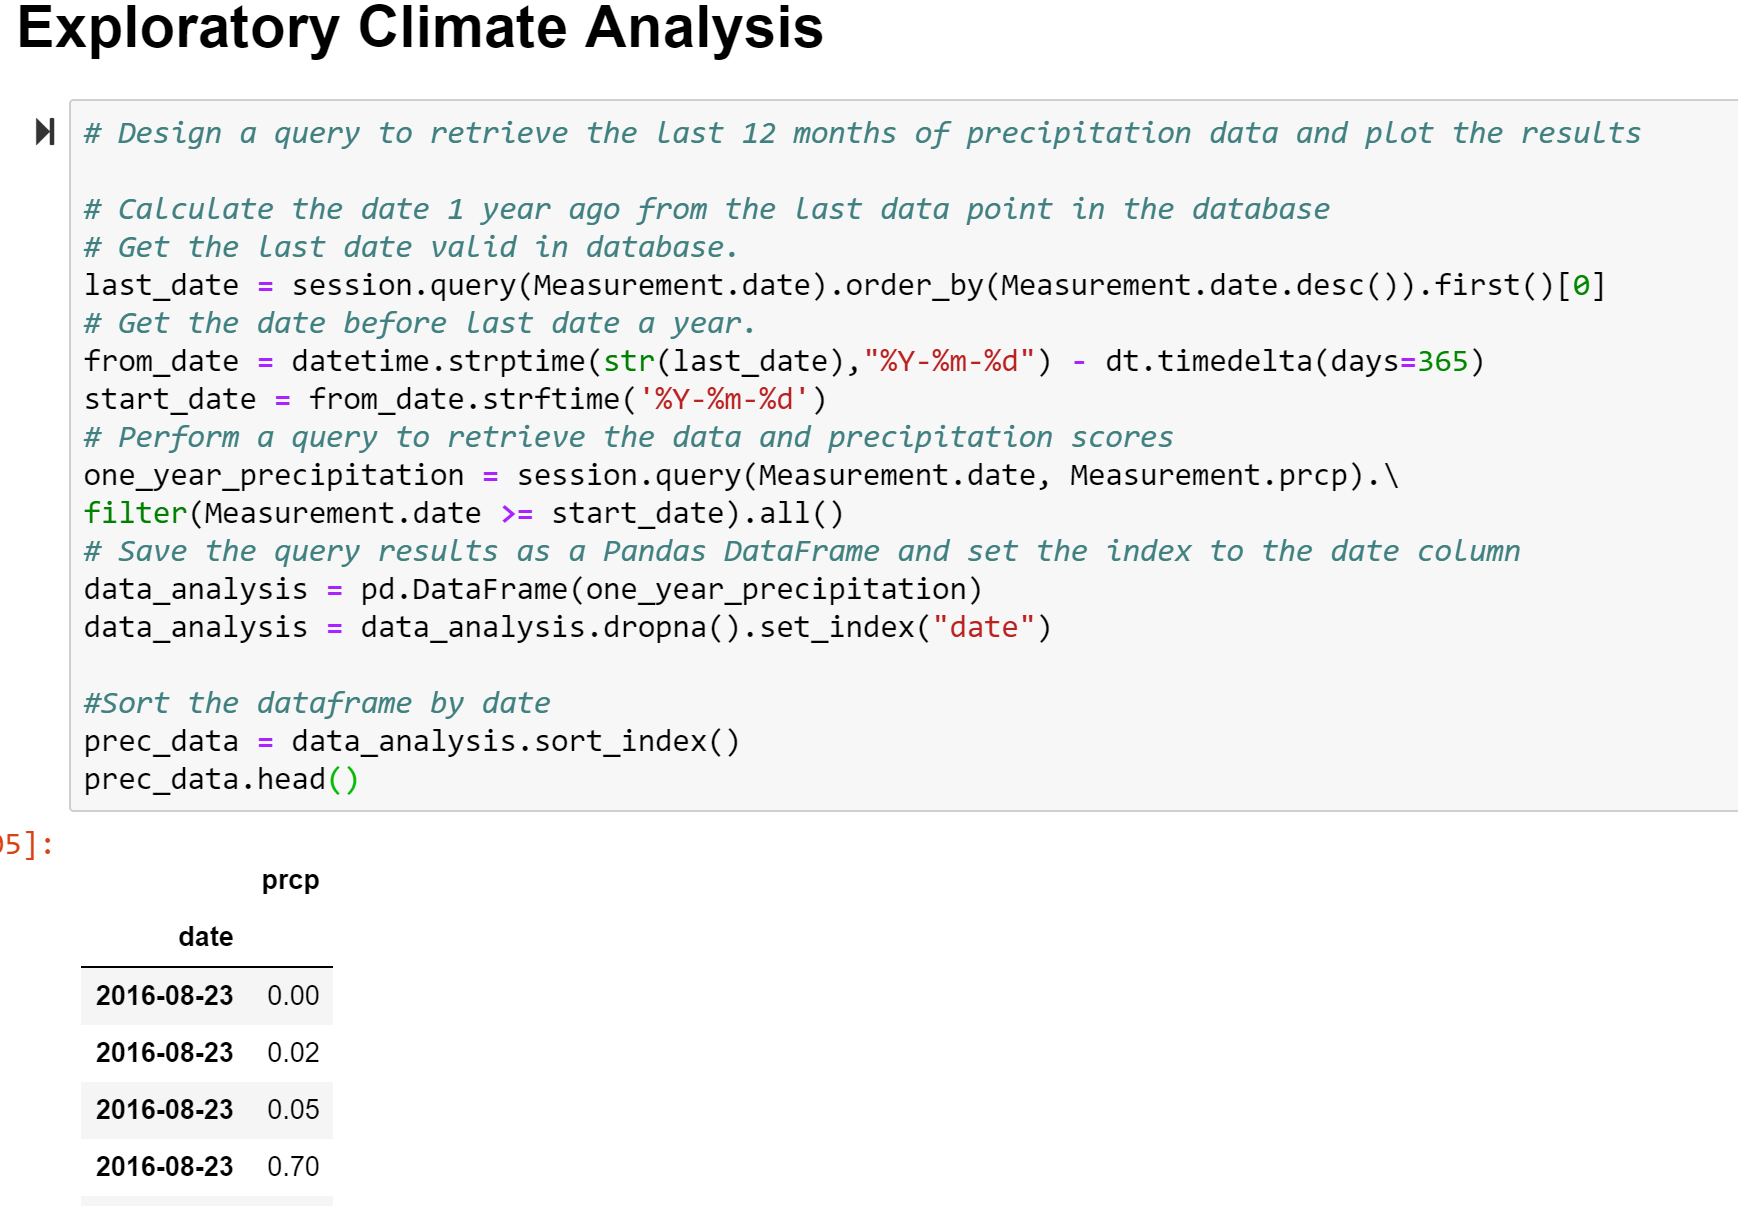 Exploratory Climate Analysis
# Design a query to retrieve the last 12 months of precipitation data and plot the results
# Calculate the date 1 year ago from the last data point in the database
# Get the last date valid in database.
last_date = session.query(Measurement.date).order_by(Measurement.date.desc()).first()[0]
# Get the date before last date a year.
from_date = datetime.strptime(str(last_date),"%Y-%m-%d") - dt.timedelta(days=365)
start_date = from_date.strftime('%Y-%m-%d')
# Perform a query to retrieve the data and precipitation scores
one_year_precipitation = session.query(Measurement.date, Measurement.prcp).\
filter(Measurement.date >= start_date).all()
# Save the query results as a Pandas DataFrame and set the index to the date column
data_analysis = pd.DataFrame(one_year_precipitation)
data_analysis = data_analysis.dropna().set_index("date")
#Sort the dataframe by date
prec_data = data_analysis.sort_index()
prec_data.head()
5]:
prcp
date
2016-08-23 0.00
2016-08-23 0.02
2016-08-23 0.05
2016-08-23 0.70